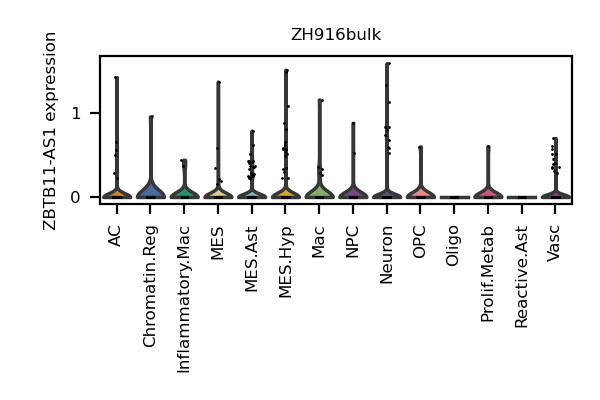 ZH916bulk
ZBTB11-AS1 expression
1
0
AC
Chromatin.Reg
Inflammatory.Mac
MES
MES.Ast
MES.Hyp
Mac
NPC
Neuron
OPC
Oligo
Prolif.Metab
Reactive.Ast
Vasc